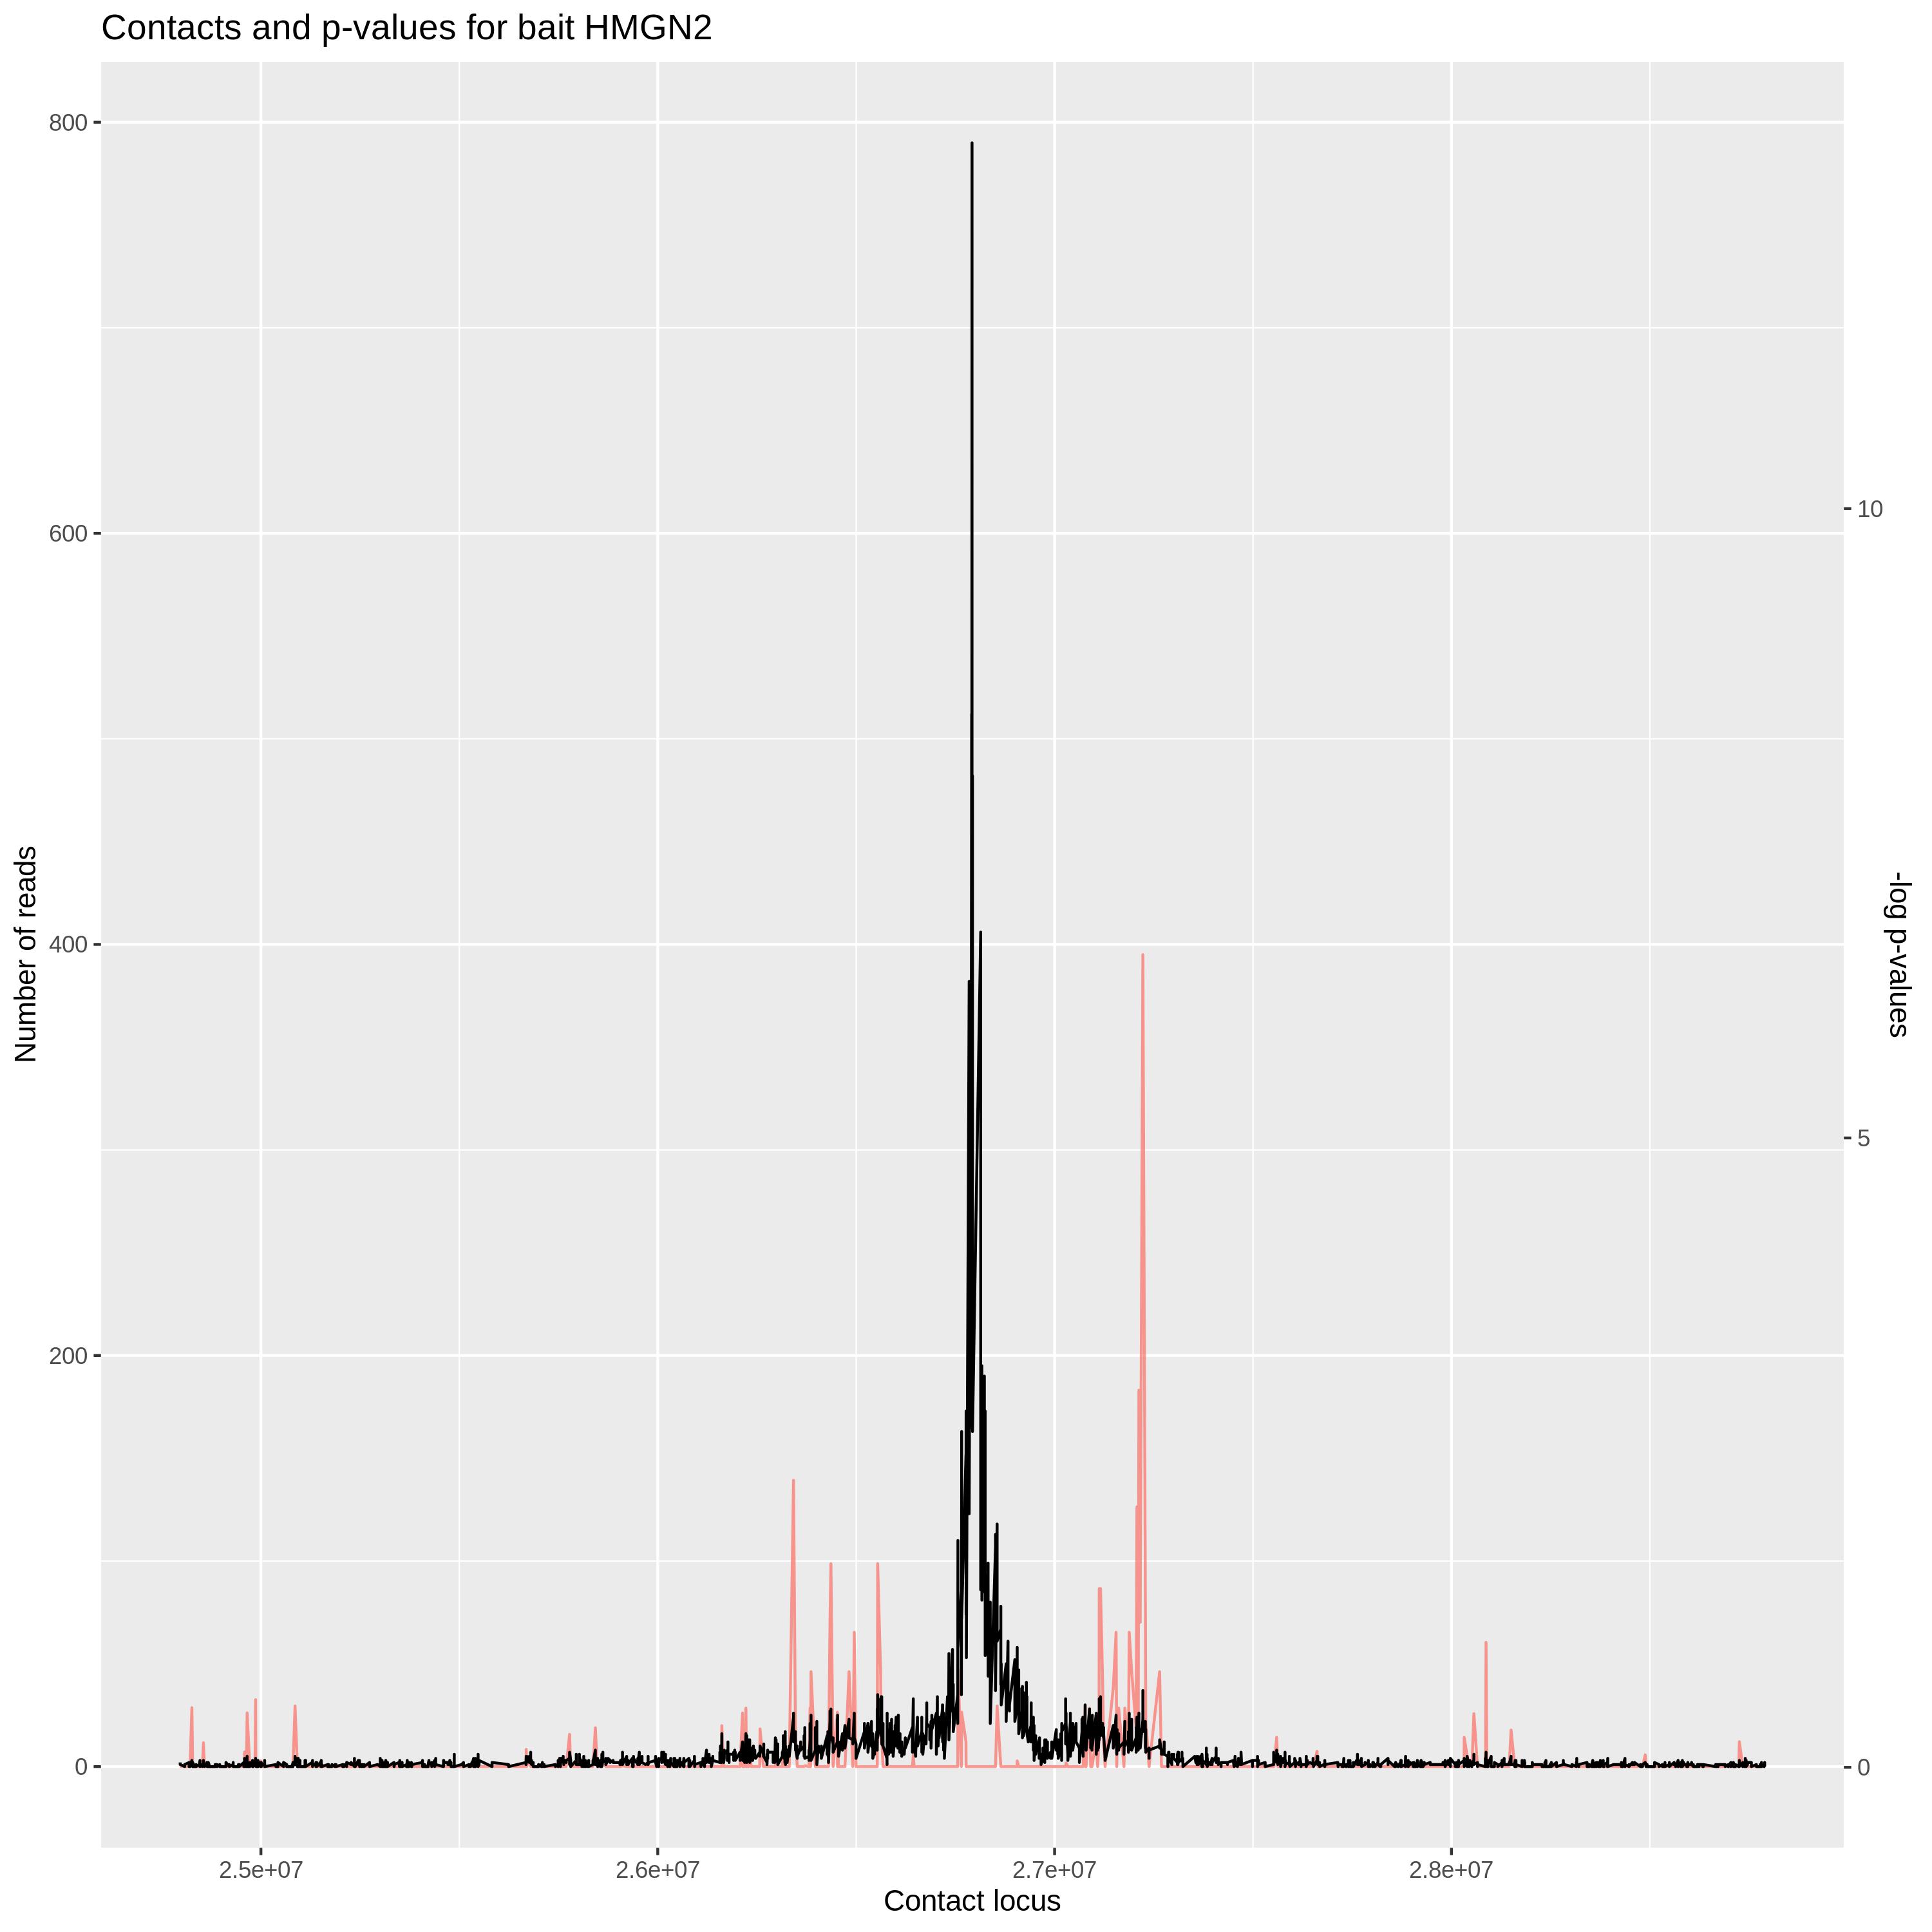 Contacts and p-values for bait HMGN2
800
600
400
200
0
Number of reads
10
5
0
-log p-values
2.5e+07
2.6e+07
2.7e+07
2.8e+07
Contact locus